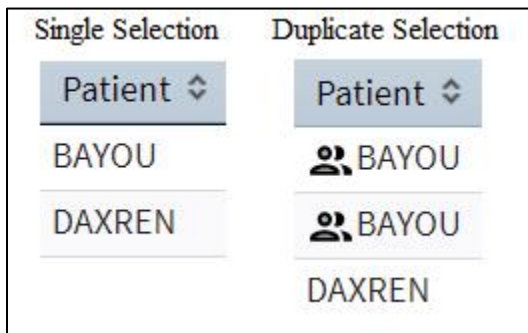 Single Selection
Patient
BAYOU
DAXREN
Duplicate Selection
Patient
BAYOU
BAYOU
DAXREN